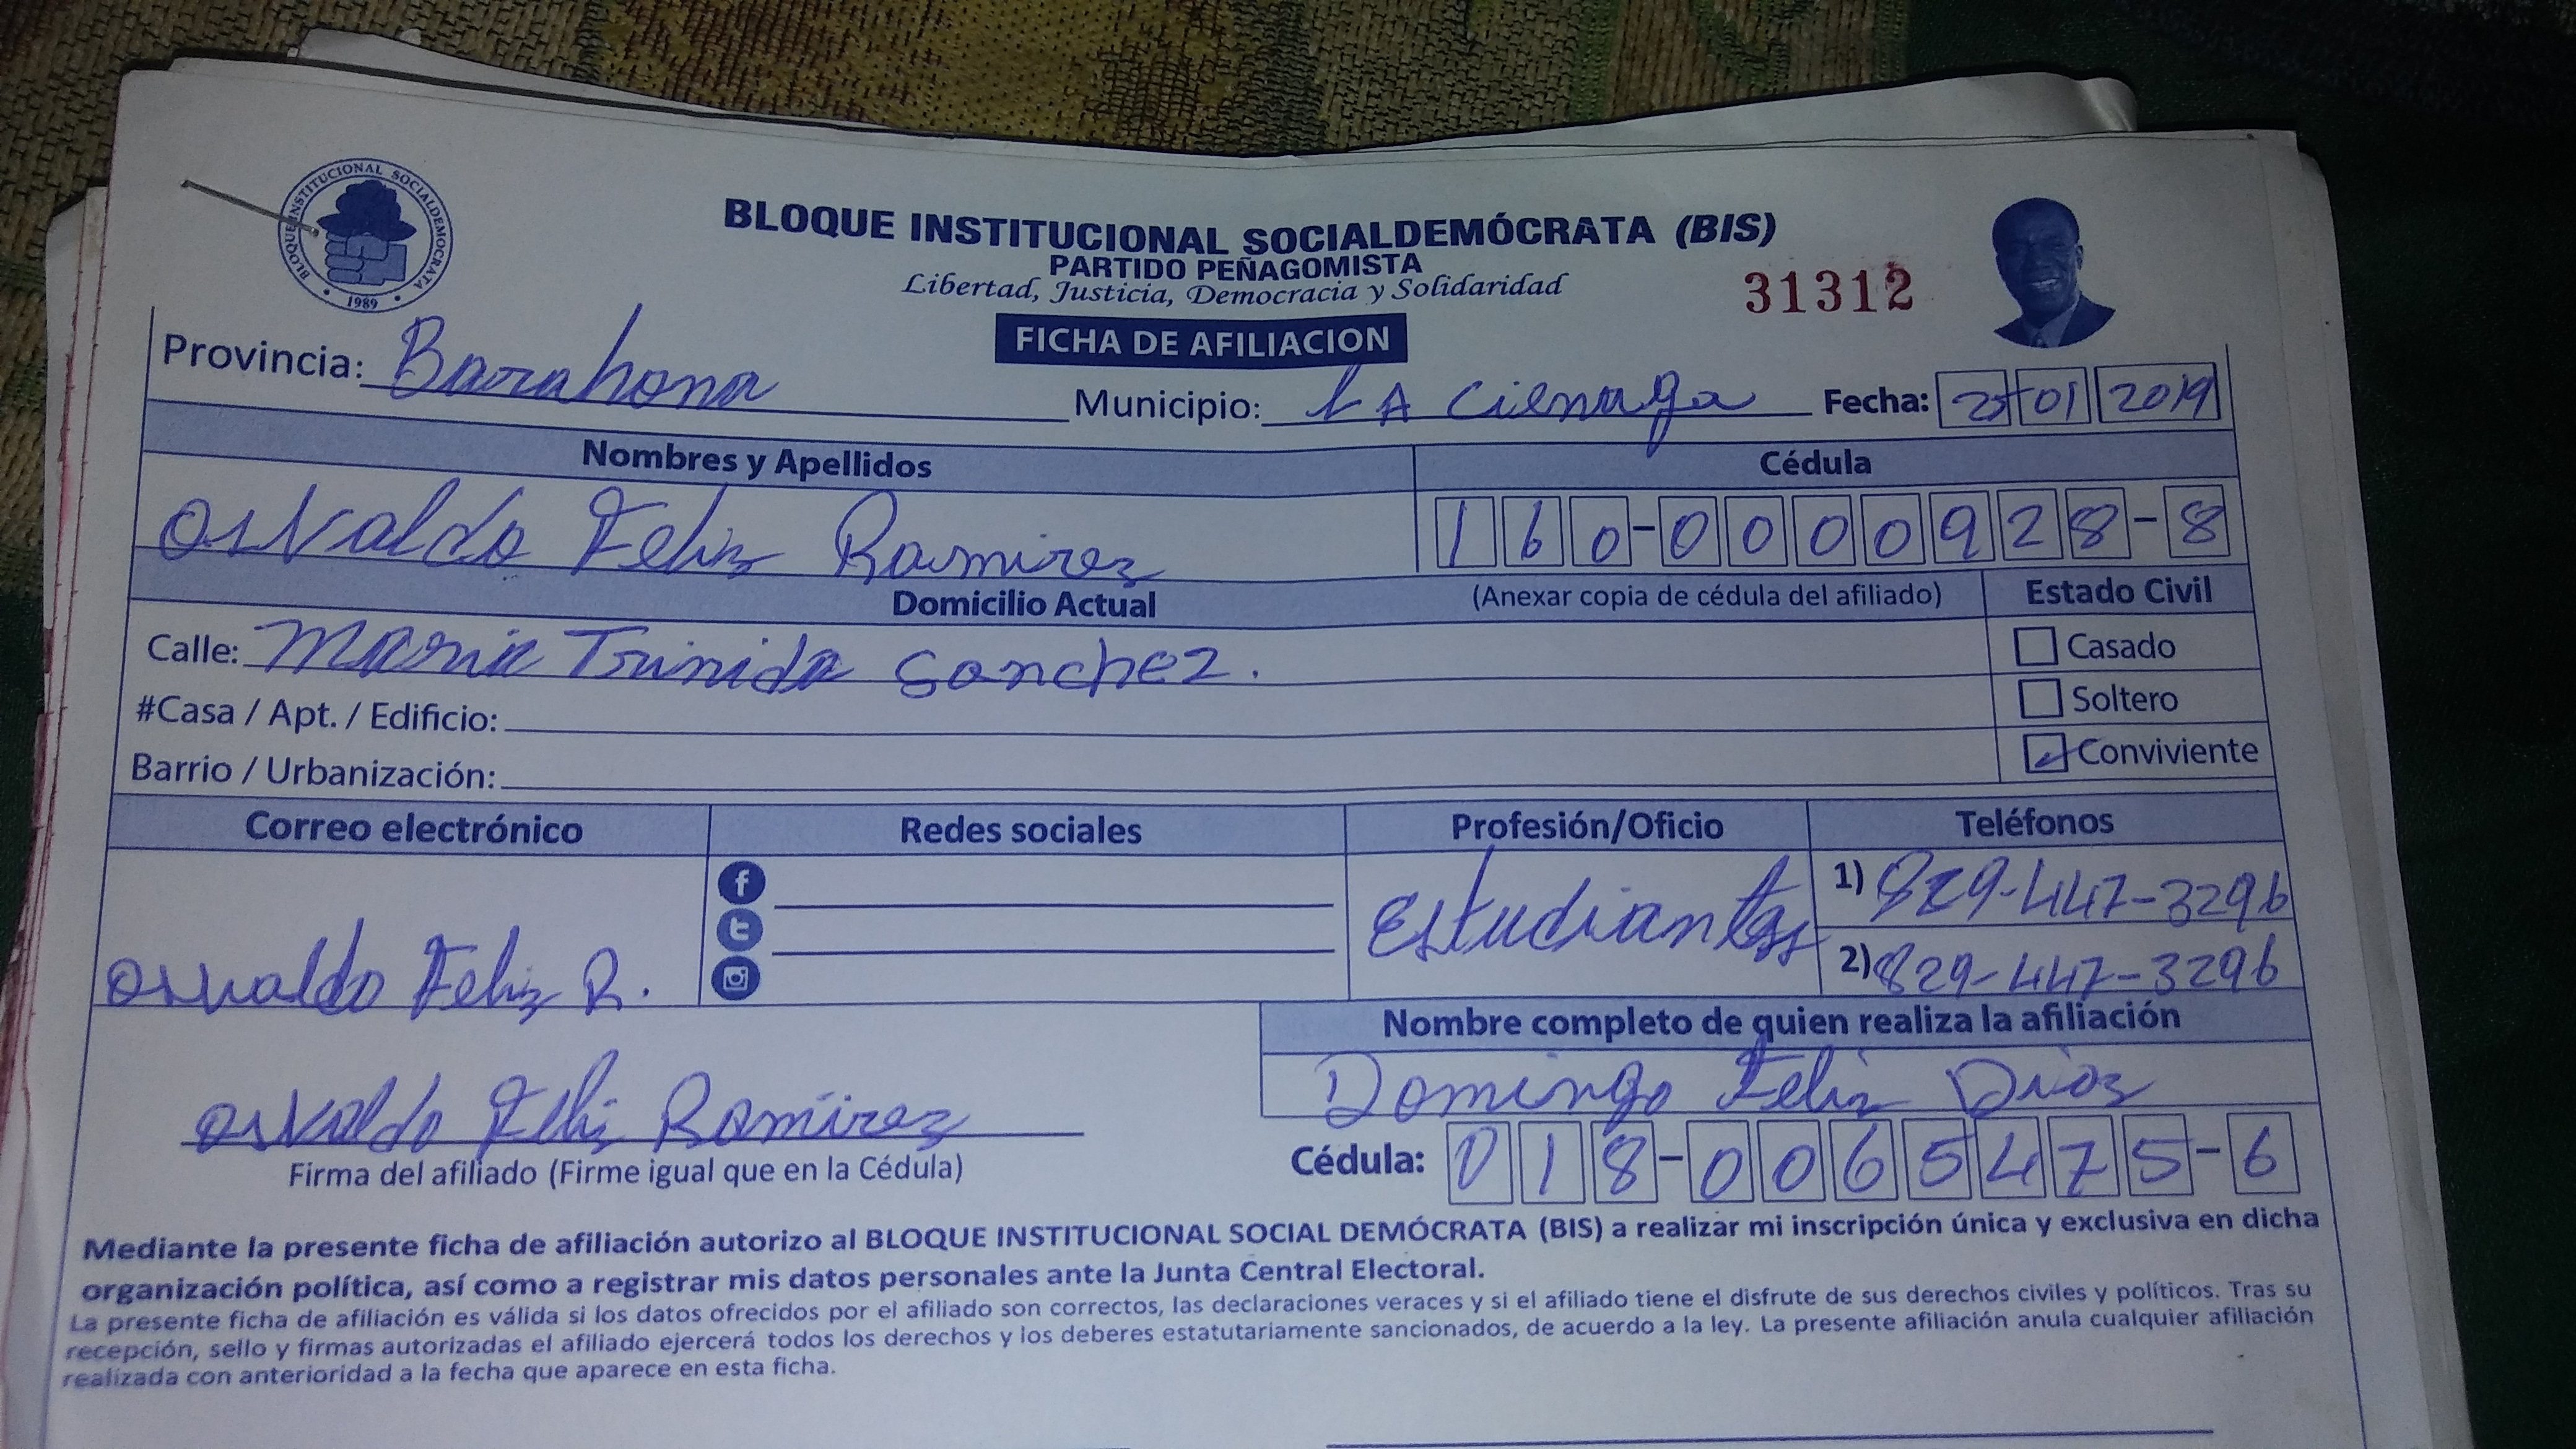 BLOQUE INSTITUCIONAL SOCIALDEMOCRATA
1989
BLOQUE INSTITUCIONAL SOCIALDEMÓCRATA (BIS)
PARTIDO PEÑAGOMISTA
Libertad, Justicia, Democracia y Solidaridad
31312
FICHA DE AFILIACION
Provincia: Barahona Municipio: LA Cienaga Fecha: 01 2019
Nombres y Apellidos Cédula
Osvaldo Feliz Ramirez 160-0000928-8
Domicilio Actual (Anexar copia de cédula del afiliado) Estado Civil
Calle: Maria Trinida Sanchez. Casado
#Casa / Apt. / Edificio: Soltero
Barrio / Urbanización: Conviviente
Correo electrónico Redes sociales Profesión/Oficio Teléfonos
Osvaldo Feliz R. Estudiantes 1) 829-447-3296
2) 829-447-3296
Nombre completo de quien realiza la afiliación
Domingo Feliz Diaz
Osvaldo Feliz Ramirez
Firma del afiliado (Firme igual que en la Cédula) Cédula: 018-0065475-6
Mediante la presente ficha de afiliación autorizo al BLOQUE INSTITUCIONAL SOCIAL DEMÓCRATA (BIS) a realizar mi inscripción única y exclusiva en dicha
organización política, así como a registrar mis datos personales ante la Junta Central Electoral.
La presente ficha de afiliación es válida si los datos ofrecidos por el afiliado son correctos, las declaraciones veraces y si el afiliado tiene el disfrute de sus derechos civiles y políticos. Tras su
recepción, sello y firmas autorizadas el afiliado ejercerá todos los derechos y los deberes estatutariamente sancionados, de acuerdo a la ley. La presente afiliación anula cualquier afiliación
realizada con anterioridad a la fecha que aparece en esta ficha.